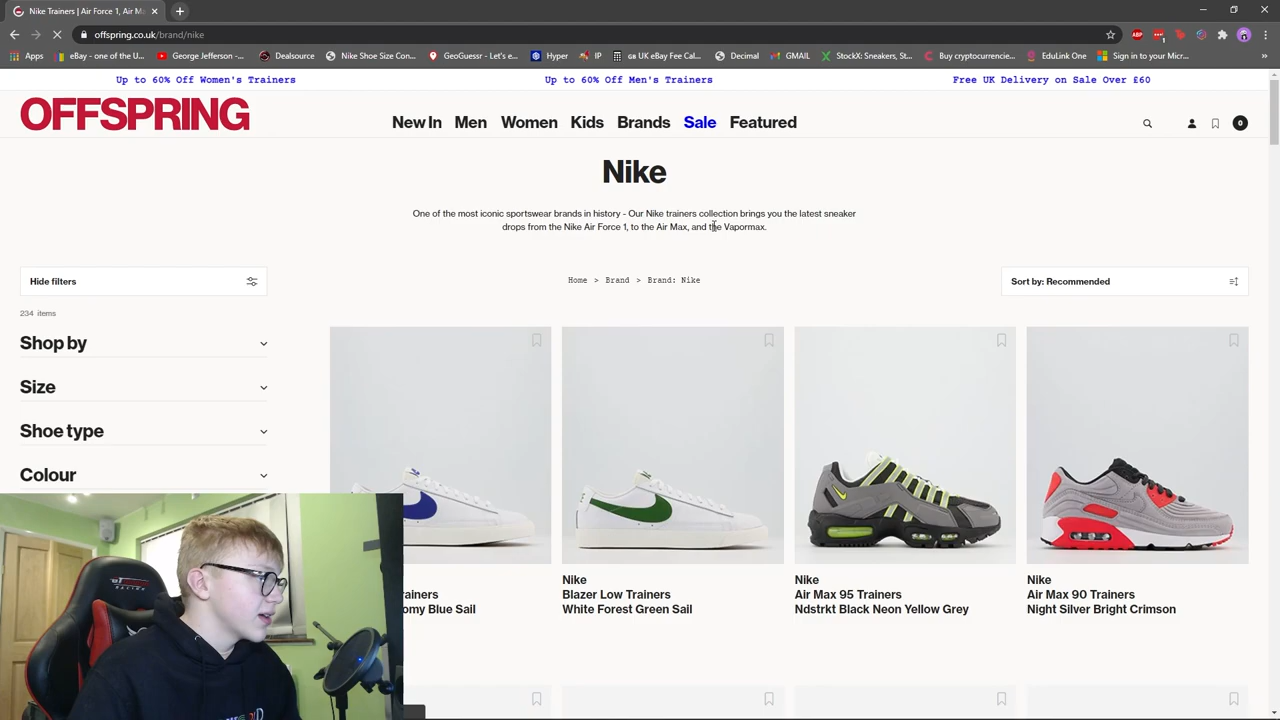 Nike Trainers | Air Force 1, Air Ma
offspring.co.uk/brand/nike
Apps
eBay - one of the UK...
George Jefferson -...
Dealsource
Nike Shoe Size Con...
GeoGuessr - Let's e...
Hyper
IP
GB UK eBay Fee Cal...
Decimal
GMAIL
StockX: Sneakers, St...
Buy cryptocurrencie...
EduLink One
Sign in to your Micr...
Up to 60% Off Women's Trainers
Up to 60% Off Men's Trainers
Free UK Delivery on Sale Over £60
OFFSPRING
New In
Men
Women
Kids
Brands
Sale
Featured
0
Nike
One of the most iconic sportswear brands in history - Our Nike trainers collection brings you the latest sneaker
drops from the Nike Air Force 1, to the Air Max, and the Vapormax.
Hide filters
Home > Brand > Brand: Nike
Sort by: Recommended
234 items
Shop by
Size
Shoe type
Colour
Nike
Blazer Low Trainers
White Forest Green Sail
Nike
Air Max 95 Trainers
Ndstrkt Black Neon Yellow Grey
Nike
Air Max 90 Trainers
Night Silver Bright Crimson
Blue Sail